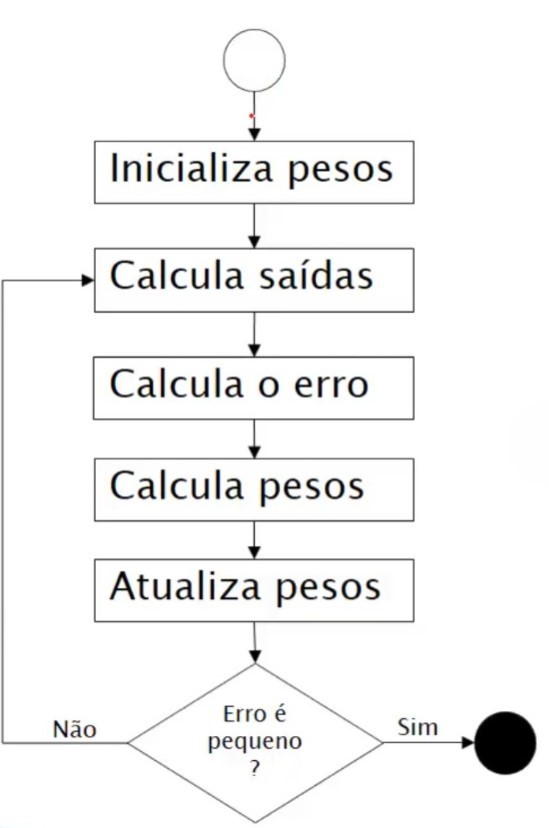 Inicializa pesos
Calcula saídas
Calcula o erro
Calcula pesos
Atualiza pesos
Erro é
pequeno
?
Não
Sim